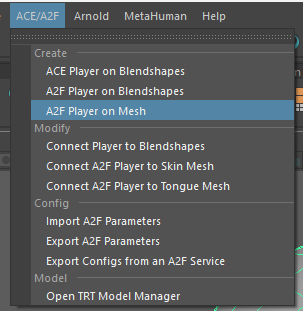 ACE/A2F Arnold MetaHuman Help
Create
ACE Player on Blendshapes
A2F Player on Blendshapes
A2F Player on Mesh
Modify
Connect Player to Blendshapes
Connect A2F Player to Skin Mesh
Connect A2F Player to Tongue Mesh
Config
Import A2F Parameters
Export A2F Parameters
Export Configs from an A2F Service
Model
Open TRT Model Manager